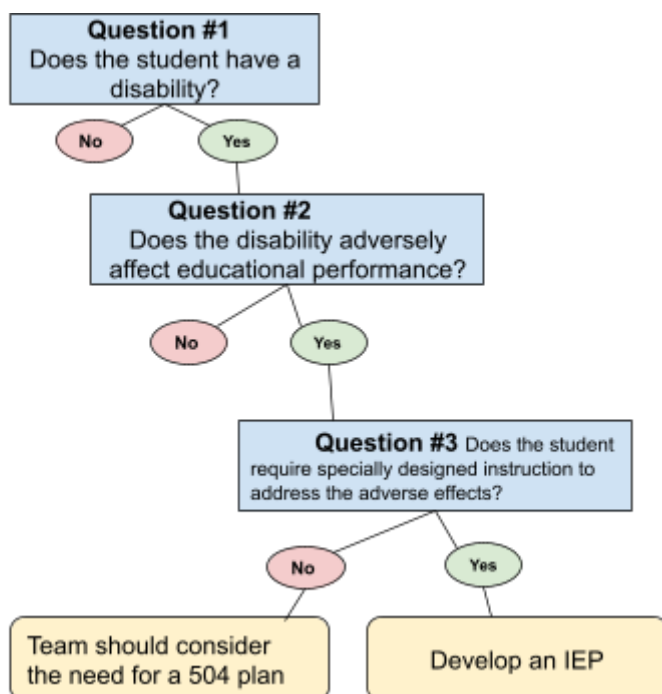 Question #1
Does the student have a
disability?
No
Yes
Question #2
Does the disability adversely
affect educational performance?
No
Yes
Question #3 Does the student
require specially designed instruction to
address the adverse effects?
No
Yes
Team should consider
the need for a 504 plan
Develop an IEP